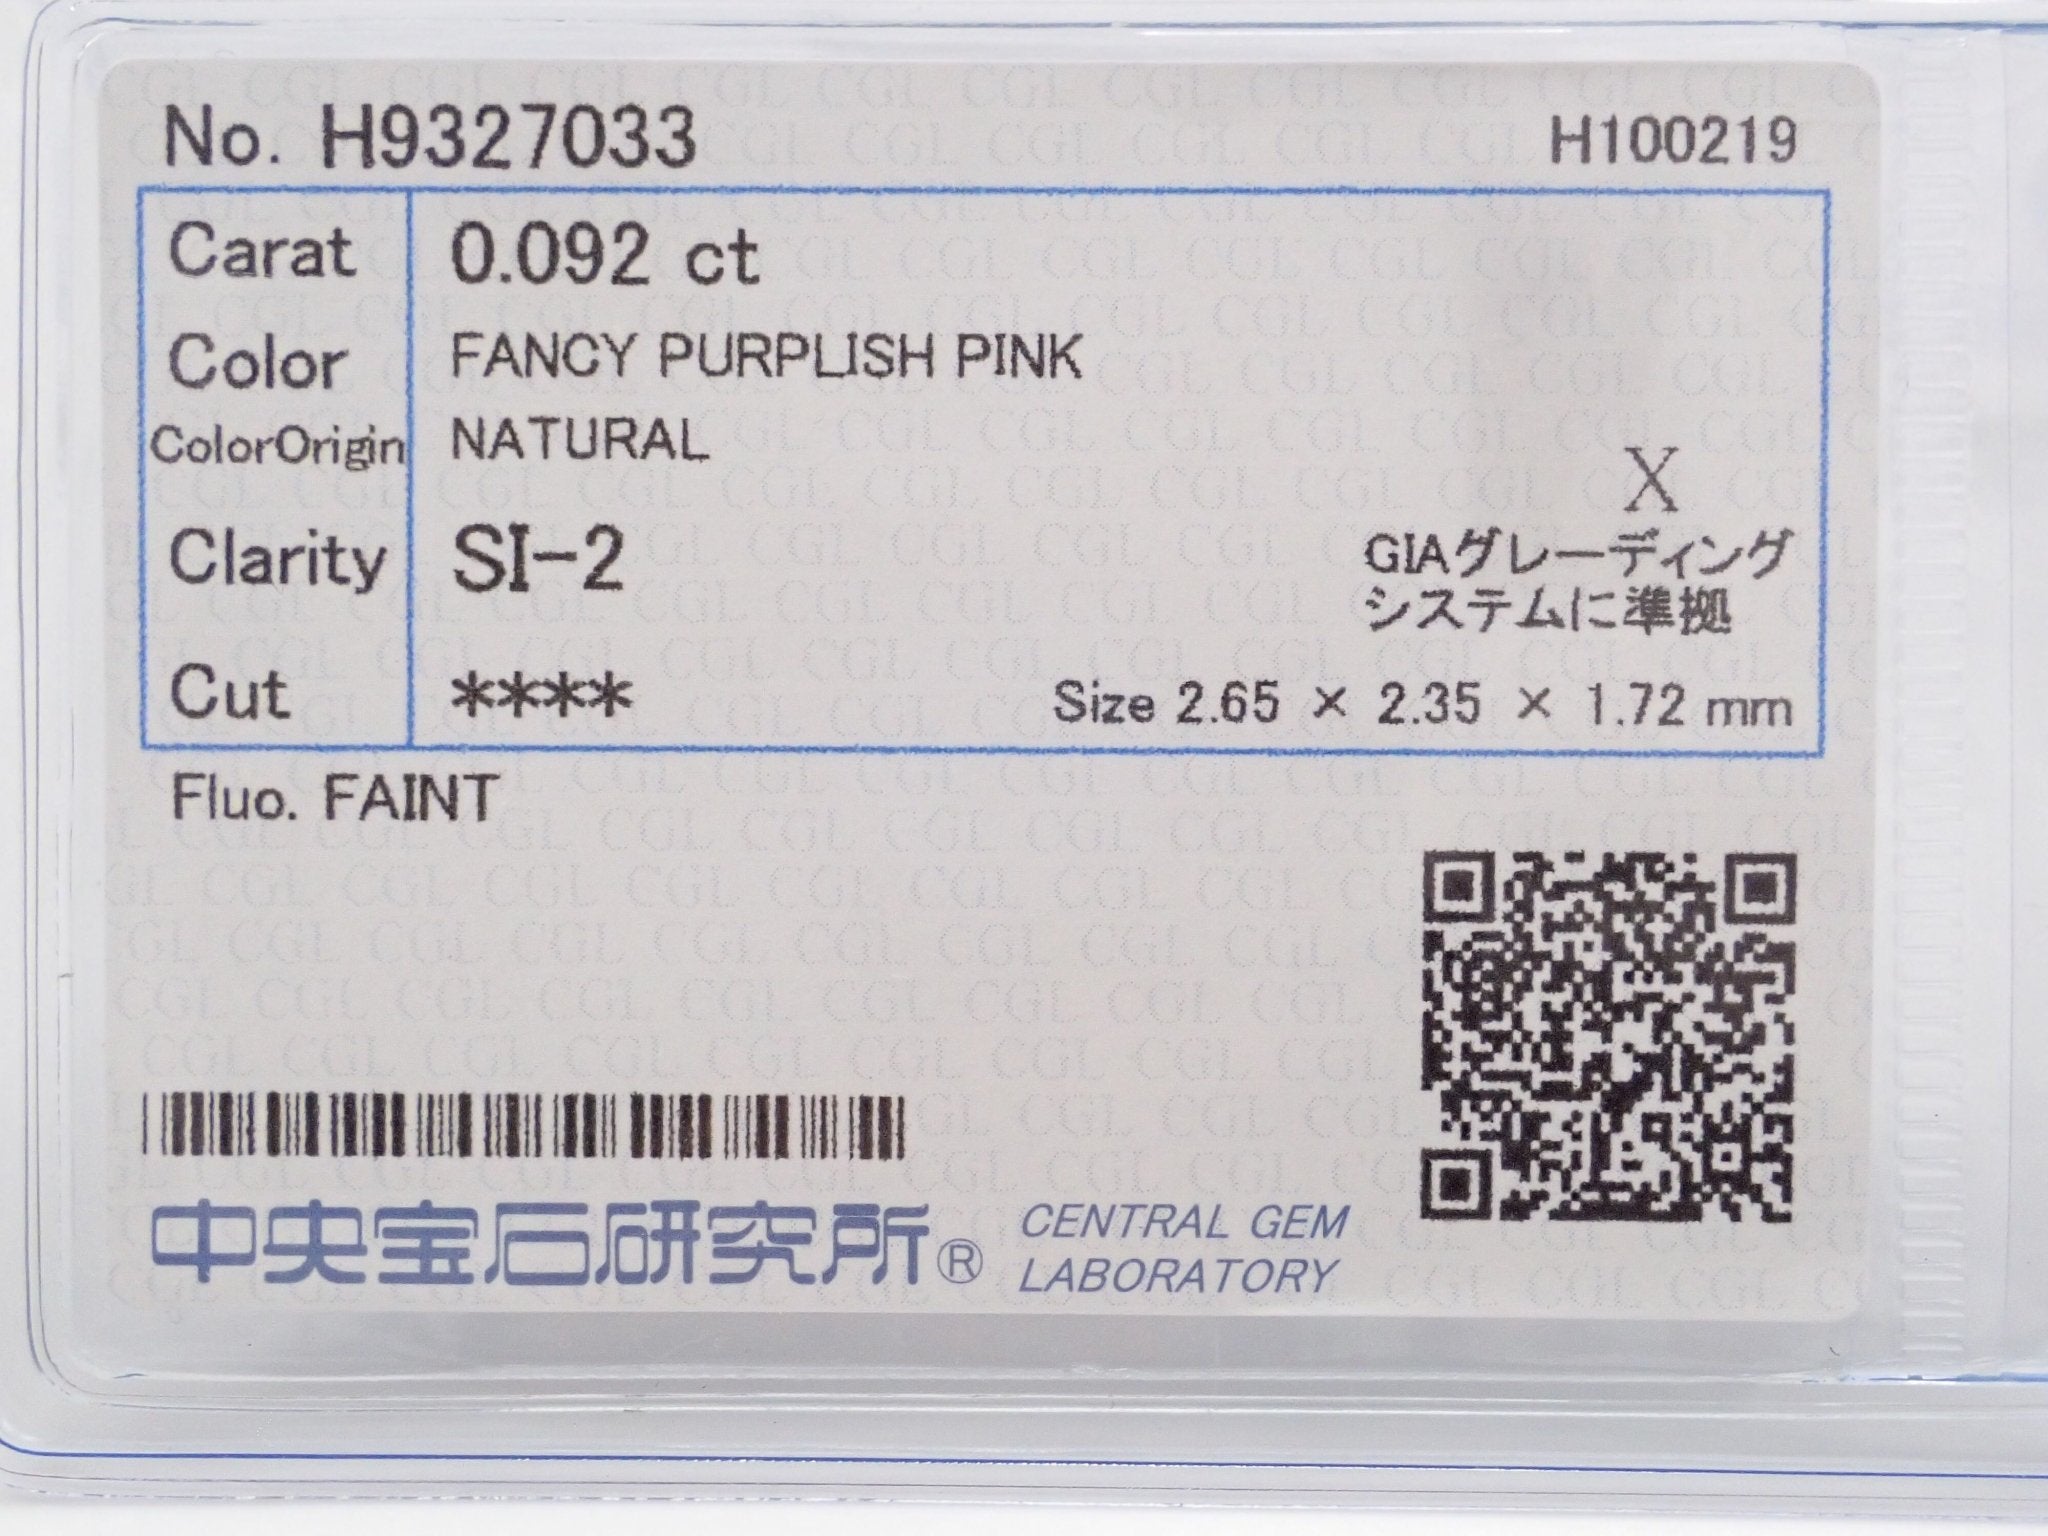 No. H9327033 H100219
Carat 0.092 ct
Color FANCY PURPLISH PINK
ColorOrigin NATURAL
X
Clarity SI-2
GIAグレーディング
システムに準拠
Cut **** Size 2.65 × 2.35 × 1.72 mm
Fluo. FAINT
中央宝石研究所® CENTRAL GEM
LABORATORY